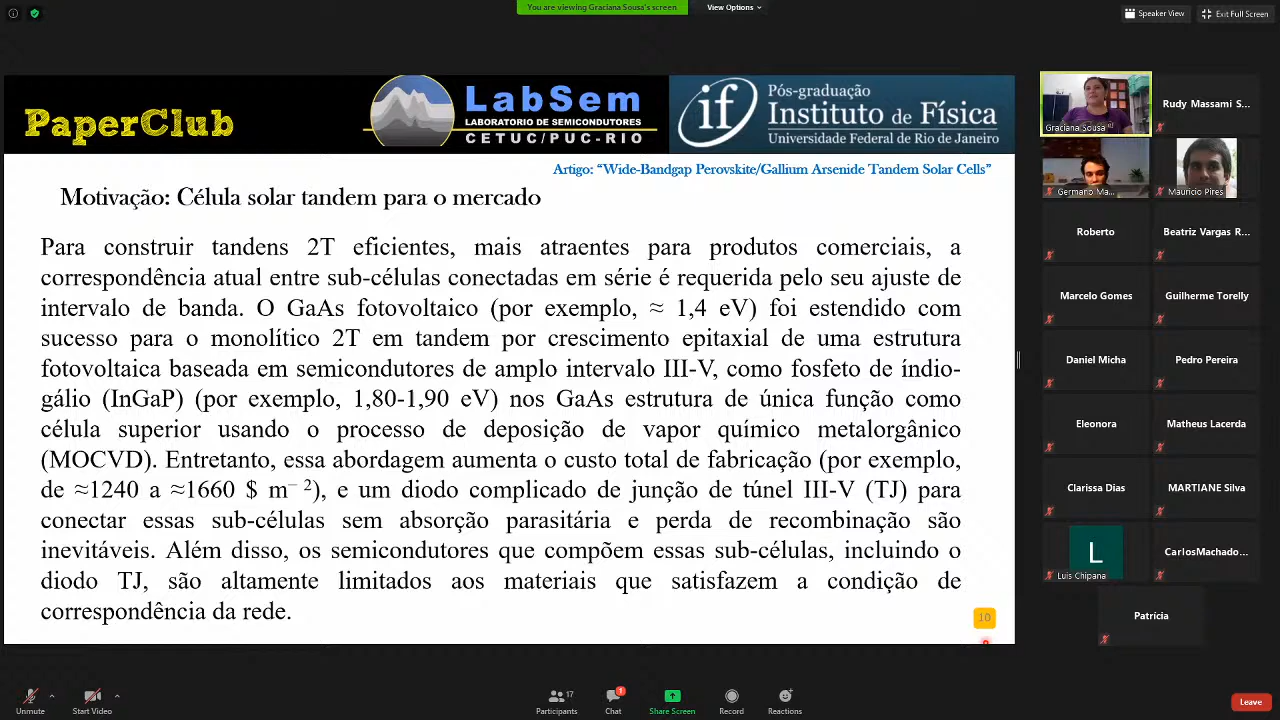 You are viewing Graciana Sousa's screen
View Options
Speaker View
Exit Full Screen
PaperClub
LabSem
LABORATORIO DE SEMICONDUTORES
CETUC/PUC-RIO
if
Pós-graduação
Instituto de Física
Universidade Federal de Rio de Janeiro
Artigo: “Wide-Bandgap Perovskite/Gallium Arsenide Tandem Solar Cells”
Motivação: Célula solar tandem para o mercado
Para construir tandens 2T eficientes, mais atraentes para produtos comerciais, a
correspondência atual entre sub-células conectadas em série é requerida pelo seu ajuste de
intervalo de banda. O GaAs fotovoltaico (por exemplo, ≈ 1,4 eV) foi estendido com
sucesso para o monolítico 2T em tandem por crescimento epitaxial de uma estrutura
fotovoltaica baseada em semicondutores de amplo intervalo III-V, como fosfeto de índio-
gálio (InGaP) (por exemplo, 1,80-1,90 eV) nos GaAs estrutura de única função como
célula superior usando o processo de deposição de vapor químico metalorgânico
(MOCVD). Entretanto, essa abordagem aumenta o custo total de fabricação (por exemplo,
de ≈1240 a ≈1660 $ m⁻ ²), e um diodo complicado de junção de túnel III-V (TJ) para
conectar essas sub-células sem absorção parasitária e perda de recombinação são
inevitáveis. Além disso, os semicondutores que compõem essas sub-células, incluindo o
diodo TJ, são altamente limitados aos materiais que satisfazem a condição de
correspondência da rede.
10
Graciana Sousa
Rudy Massami S...
Germano Ma...
Mauricio Pires
Roberto
Beatriz Vargas R...
Marcelo Gomes
Guilherme Torelly
Daniel Micha
Pedro Pereira
Eleonora
Matheus Lacerda
Clarissa Dias
MARTIANE Silva
L
Luis Chipana
CarlosMachado...
Patrícia
Unmute
Start Video
17
Participants
1
Chat
Share Screen
Record
Reactions
Leave